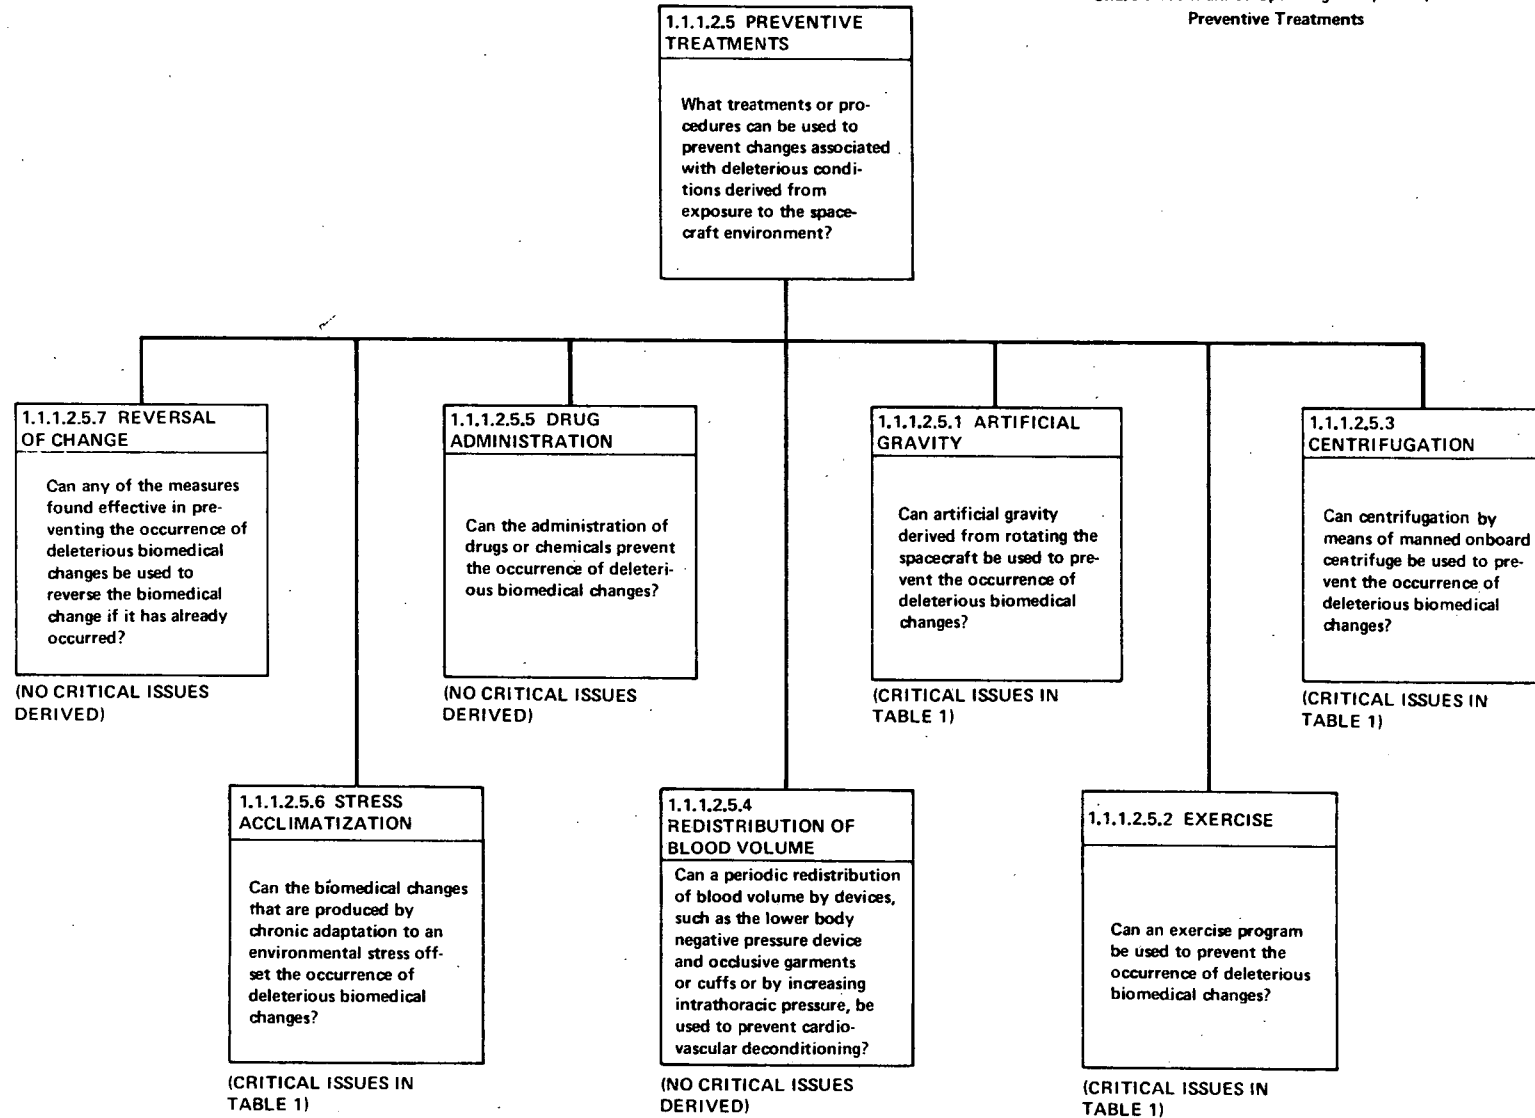 Preventive Treatments
1.1.1.2.5 PREVENTIVE
TREATMENTS
What treatments or pro-
cedures can be used to
prevent changes associated
with deleterious condi-
tions derived from
exposure to the space-
craft environment?
1.1.1.2.5.7 REVERSAL
OF CHANGE
Can any of the measures
found effective in pre-
venting the occurrence of
deleterious biomedical
changes be used to
reverse the biomedical
change if it has already
occurred?
(NO CRITICAL ISSUES
DERIVED)
1.1.1.2.5.5 DRUG
ADMINISTRATION
Can the administration of
drugs or chemicals prevent
the occurrence of deleteri-
ous biomedical changes?
(NO CRITICAL ISSUES
DERIVED)
1.1.1.2.5.1 ARTIFICIAL
GRAVITY
Can artificial gravity
derived from rotating the
spacecraft be used to pre-
vent the occurrence of
deleterious biomedical
changes?
(CRITICAL ISSUES IN
TABLE 1)
1.1.1.2.5.3
CENTRIFUGATION
Can centrifugation by
means of manned onboard
centrifuge be used to pre-
vent the occurrence of
deleterious biomedical
changes?
(CRITICAL ISSUES IN
TABLE 1)
1.1.1.2.5.6 STRESS
ACCLIMATIZATION
Can the biomedical changes
that are produced by
chronic adaptation to an
environmental stress off-
set the occurrence of
deleterious biomedical
changes?
(CRITICAL ISSUES IN
TABLE 1)
1.1.1.2.5.4
REDISTRIBUTION OF
BLOOD VOLUME
Can a periodic redistribution
of blood volume by devices,
such as the lower body
negative pressure device
and occlusive garments
or cuffs or by increasing
intrathoracic pressure, be
used to prevent cardio-
vascular deconditioning?
(NO CRITICAL ISSUES
DERIVED)
1.1.1.2.5.2 EXERCISE
Can an exercise program
be used to prevent the
occurrence of deleterious
biomedical changes?
(CRITICAL ISSUES IN
TABLE 1)